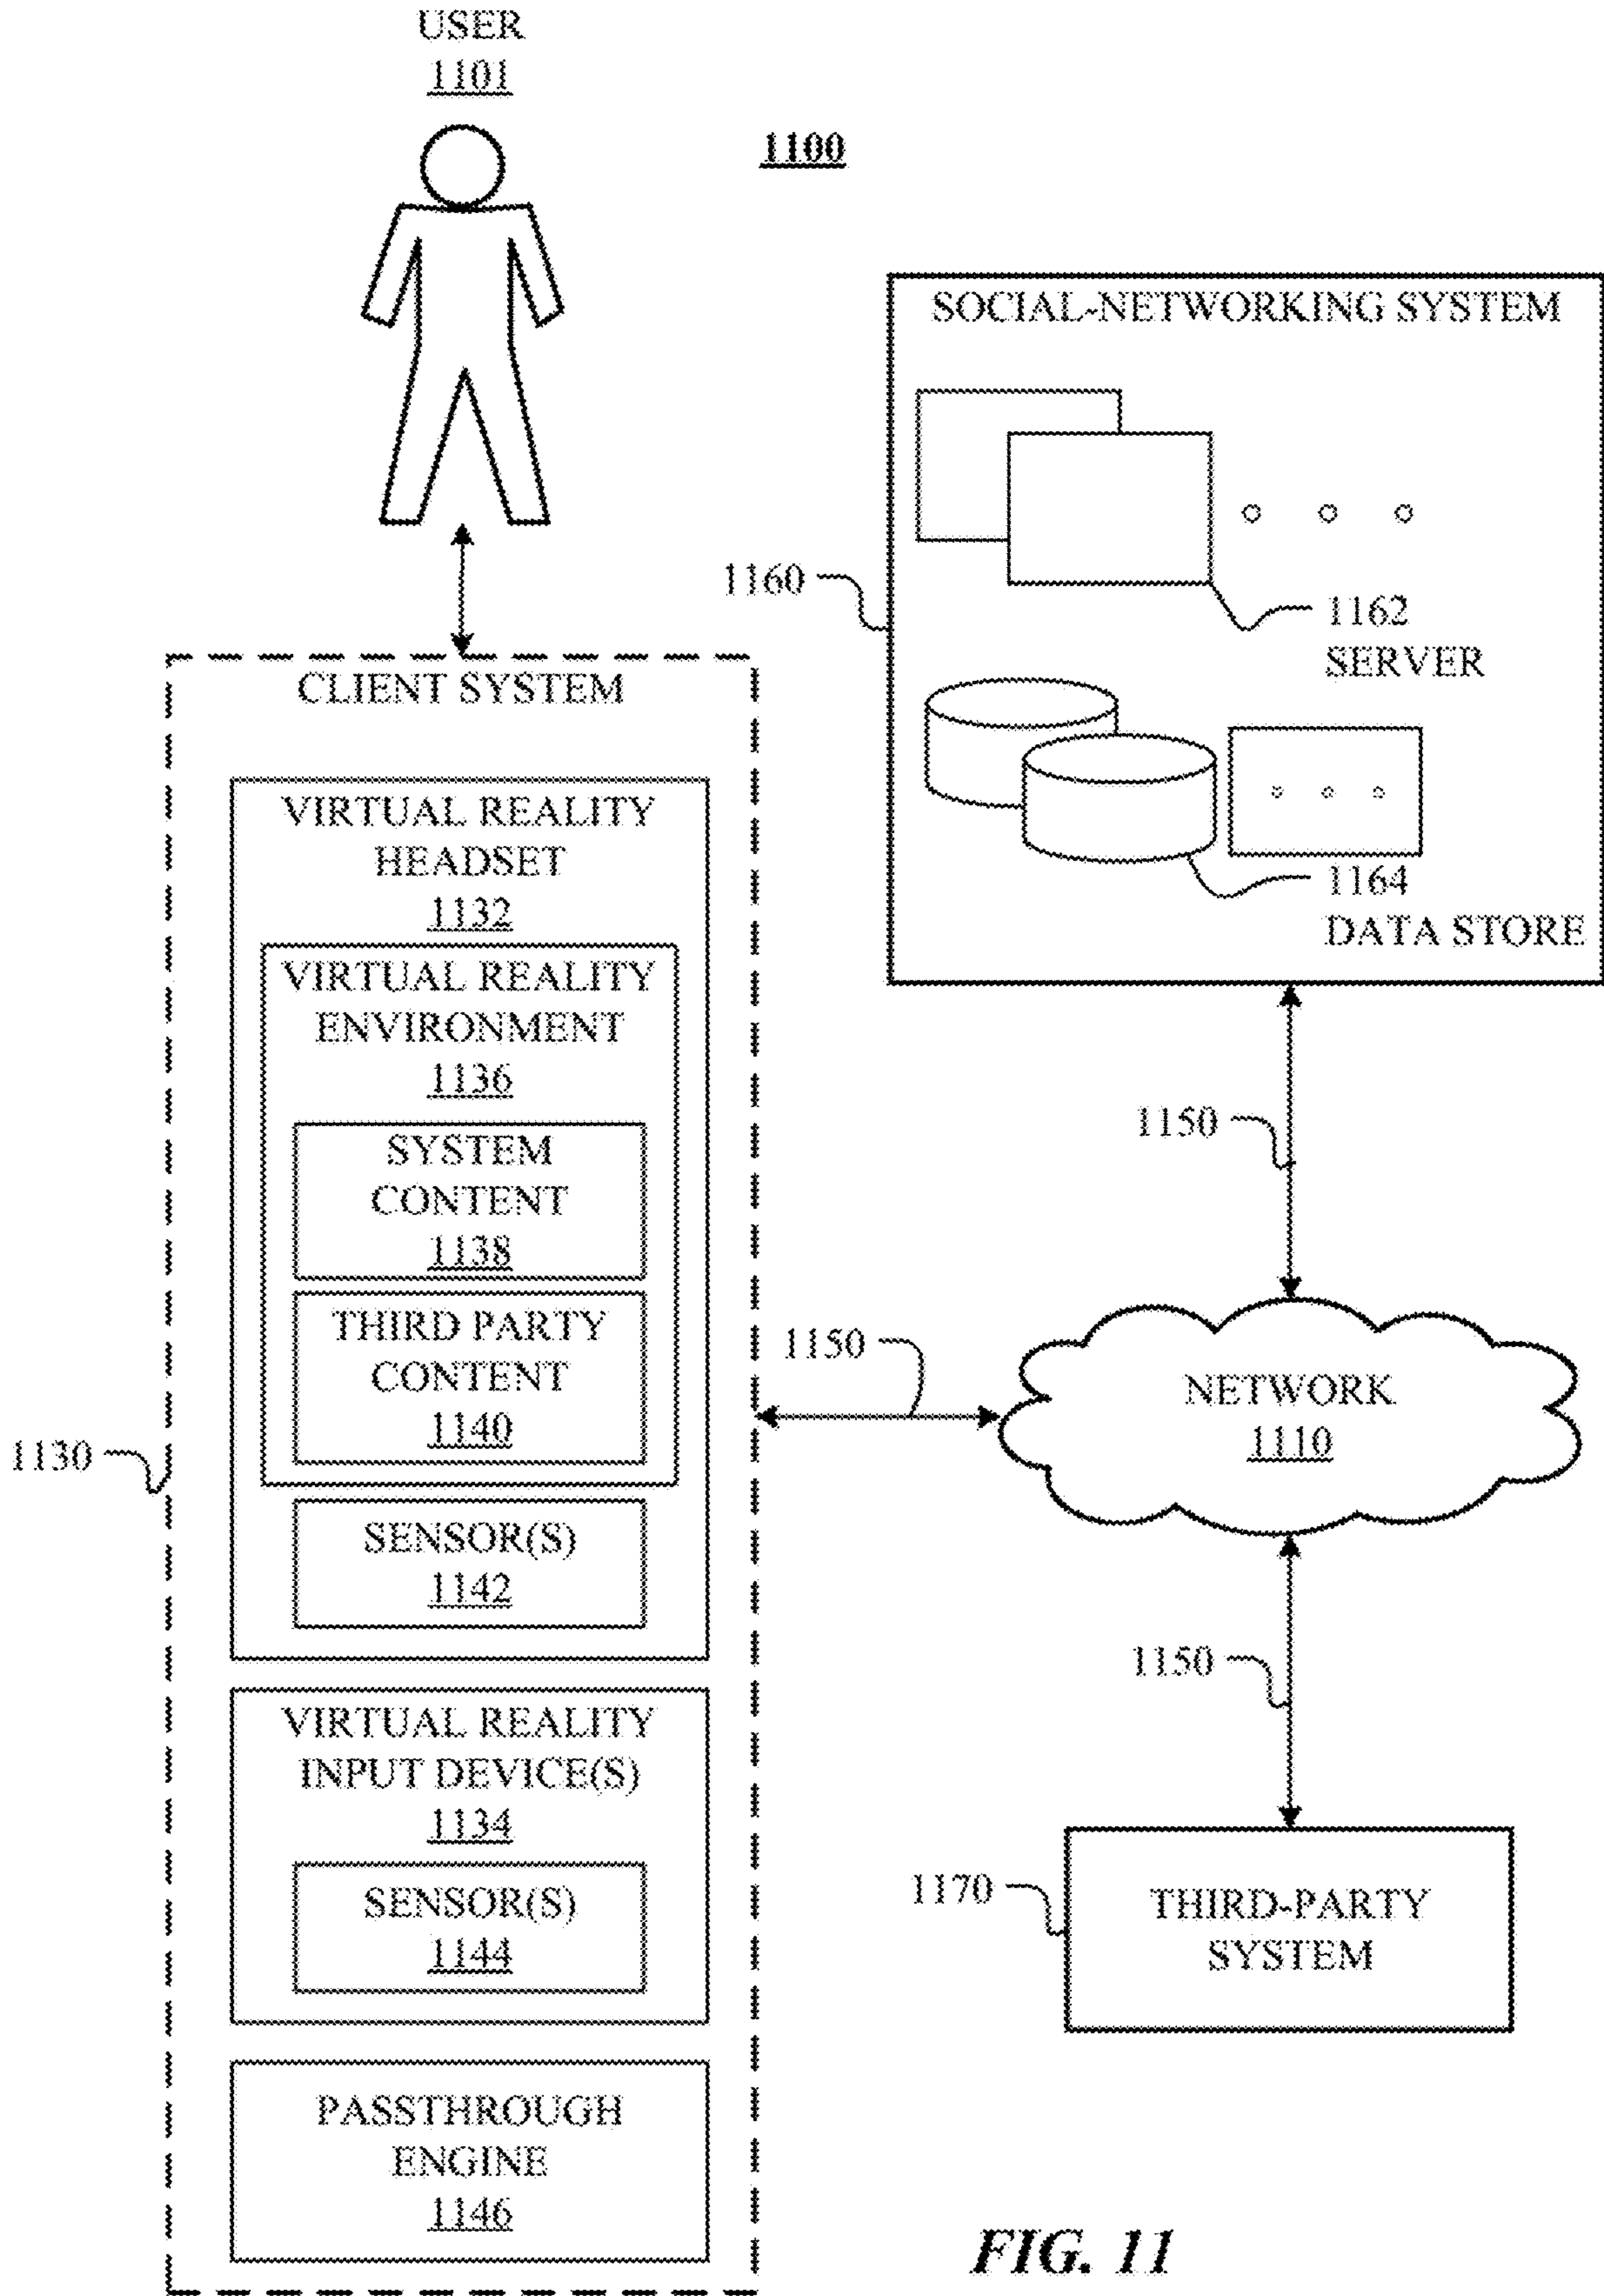 USER
1101
1100
SOCIAL-NETWORKING SYSTEM
1160
1162
SERVER
1164
DATA STORE
CLIENT SYSTEM
VIRTUAL REALITY
HEADSET
1132
VIRTUAL REALITY
ENVIRONMENT
1136
SYSTEM
CONTENT
1138
THIRD PARTY
CONTENT
1140
SENSOR(S)
1142
1130
VIRTUAL REALITY
INPUT DEVICE(S)
1134
SENSOR(S)
1144
PASSTHROUGH
ENGINE
1146
1150
1150
NETWORK
1110
1150
1170
THIRD-PARTY
SYSTEM
FIG. 11